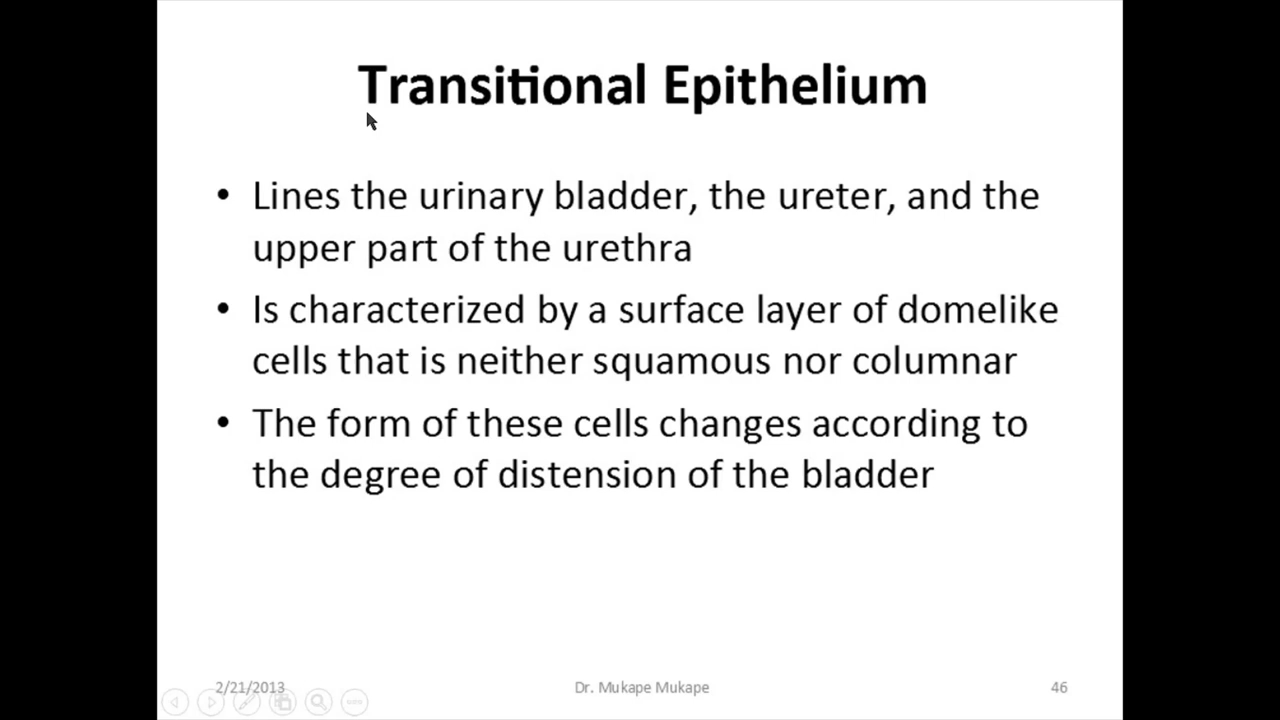 Transitional Epithelium
• Lines the urinary bladder, the ureter, and the
upper part of the urethra
• Is characterized by a surface layer of domelike
cells that is neither squamous nor columnar
• The form of these cells changes according to
the degree of distension of the bladder
2/21/2013
Dr. Mukape Mukape
46